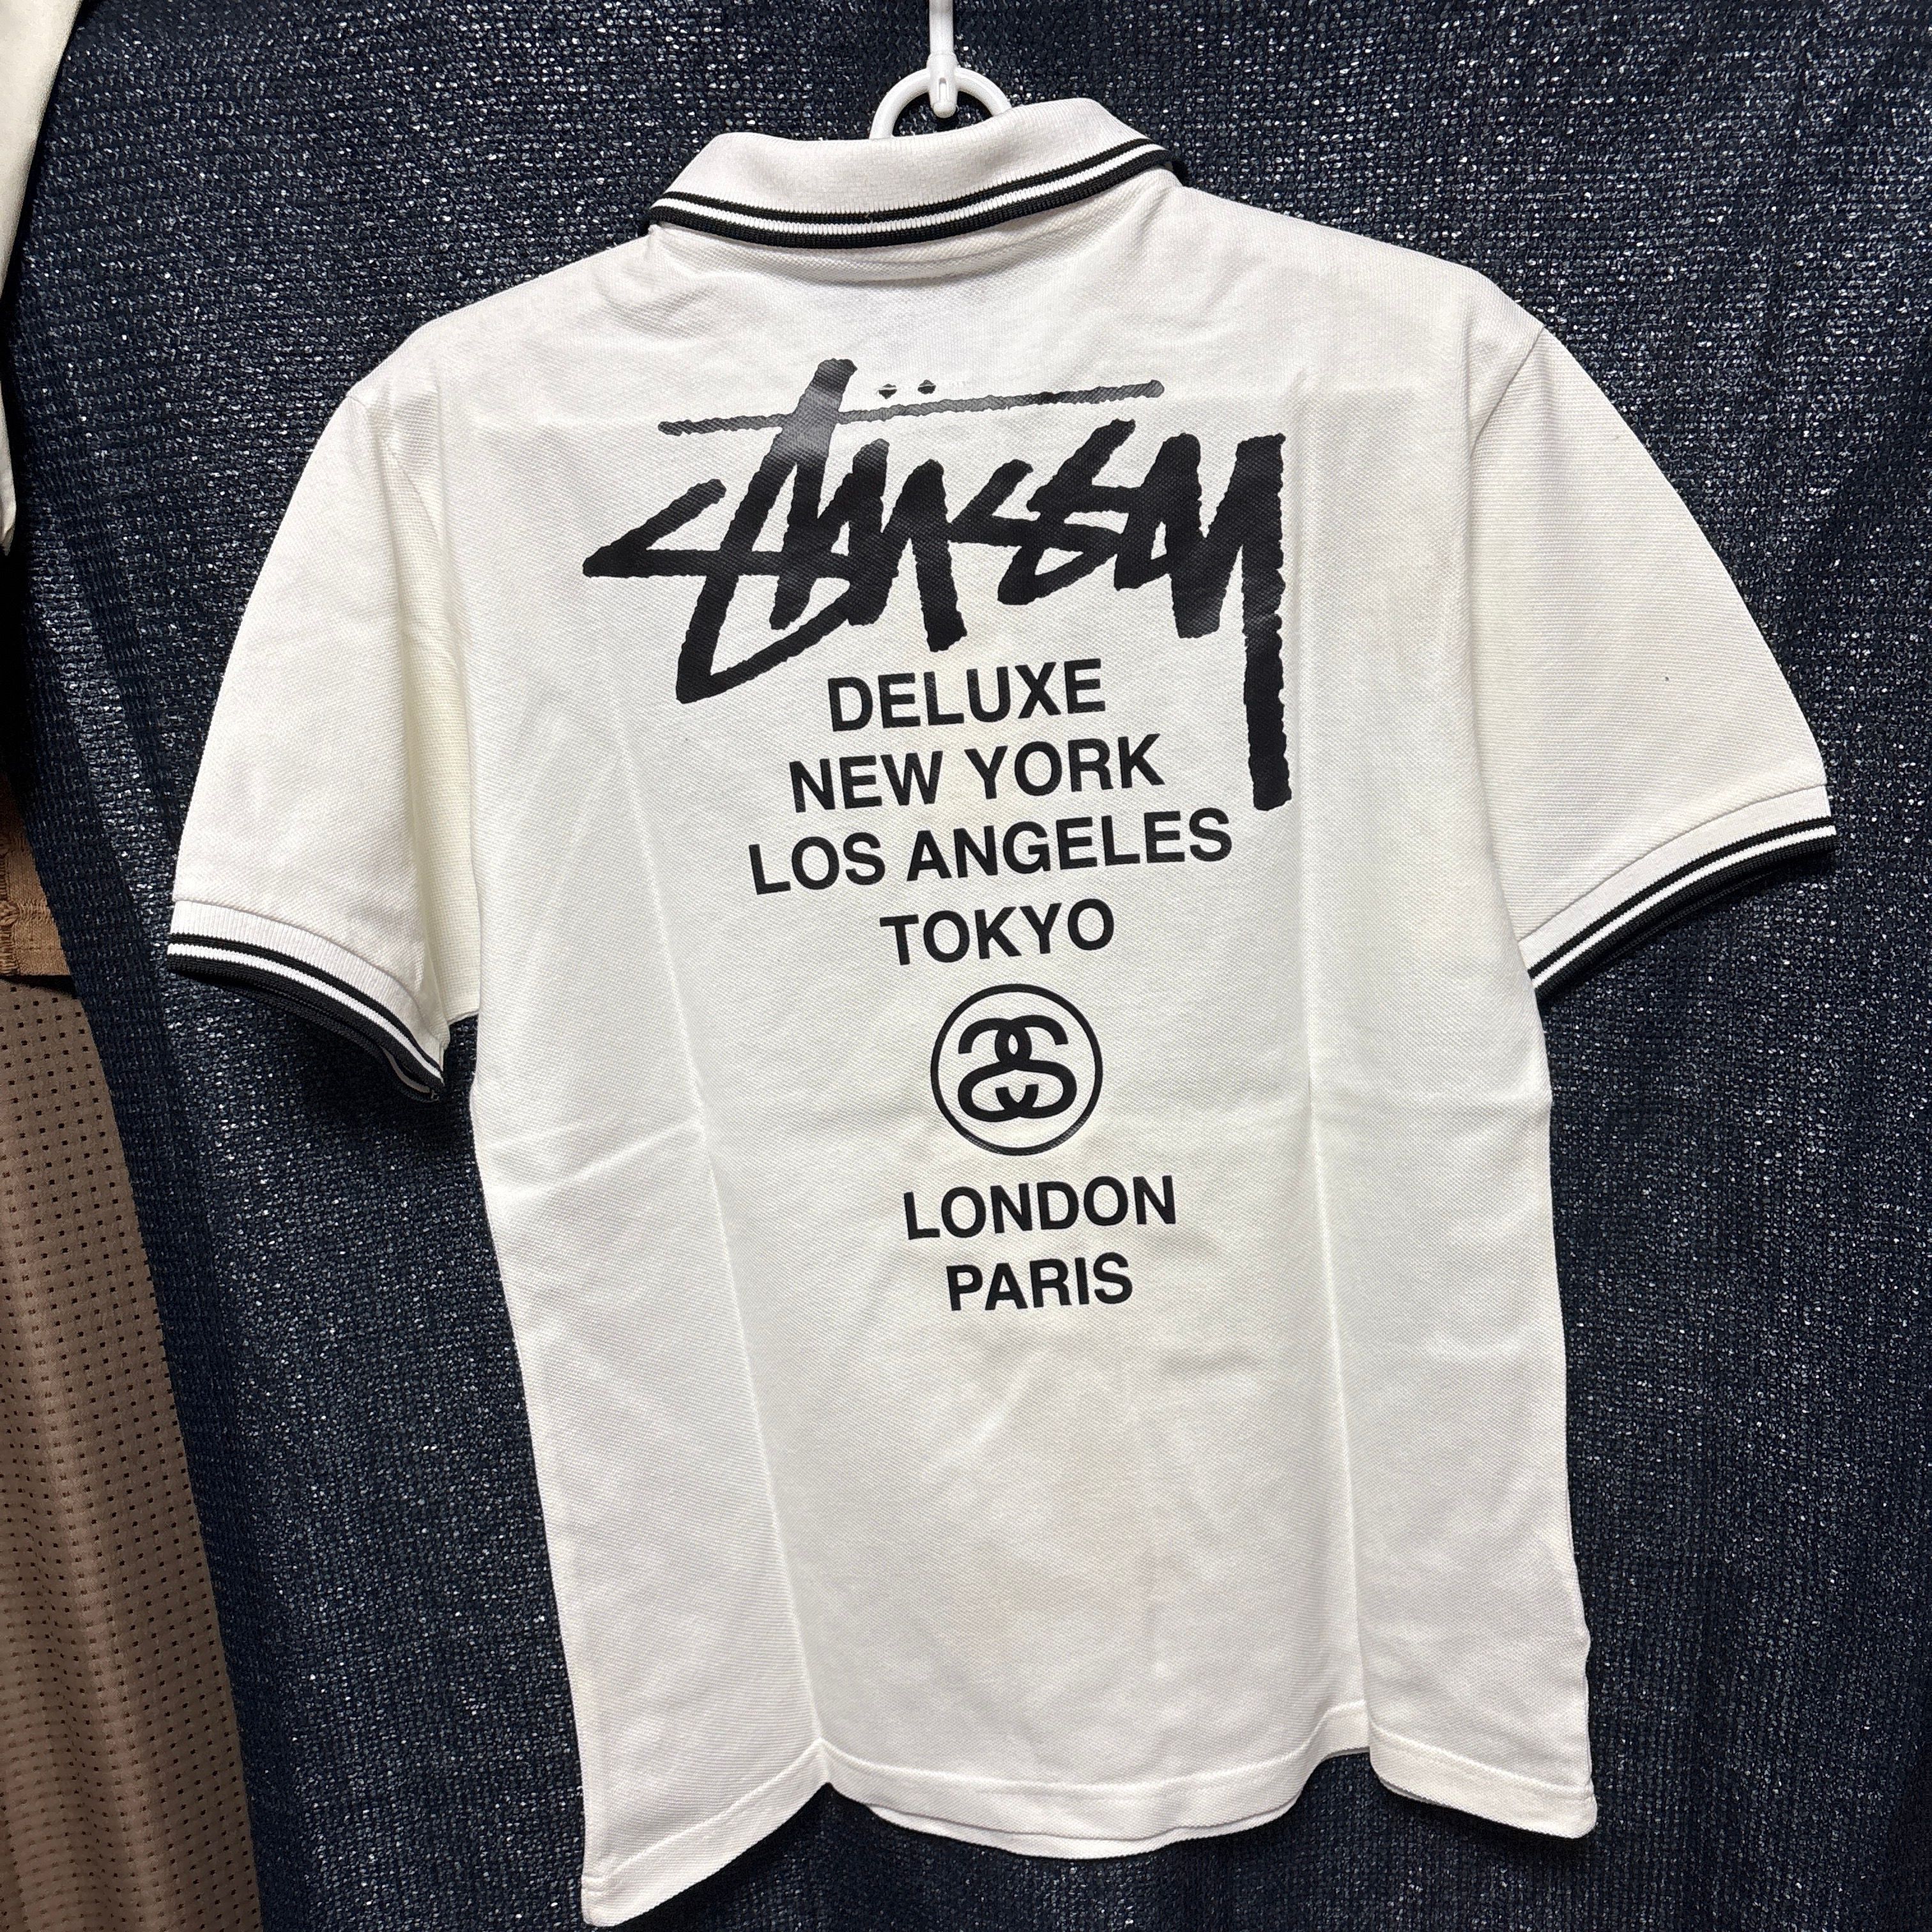 Stüssy
DELUXE
NEW YORK
LOS ANGELES
TOKYO
LONDON
PARIS